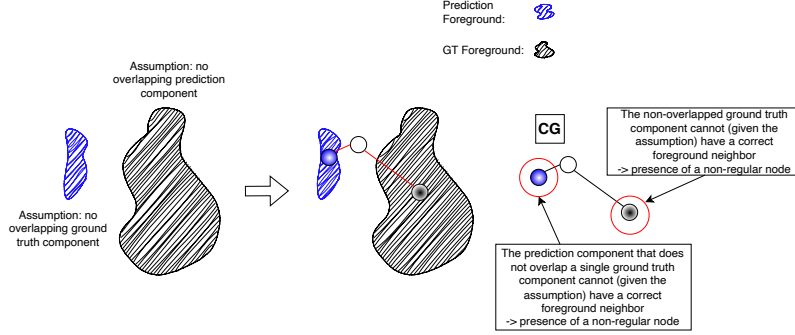 Prediction
Foreground:
GT Foreground:
Assumption: no
overlapping prediction
component
Assumption: no
overlapping ground
truth component
CG
The non-overlapped ground truth
component cannot (given the
assumption) have a correct
foreground neighbor
-> presence of a non-regular node
The prediction component that does
not overlap a single ground truth
component cannot (given the
assumption) have a correct
foreground neighbor
-> presence of a non-regular node